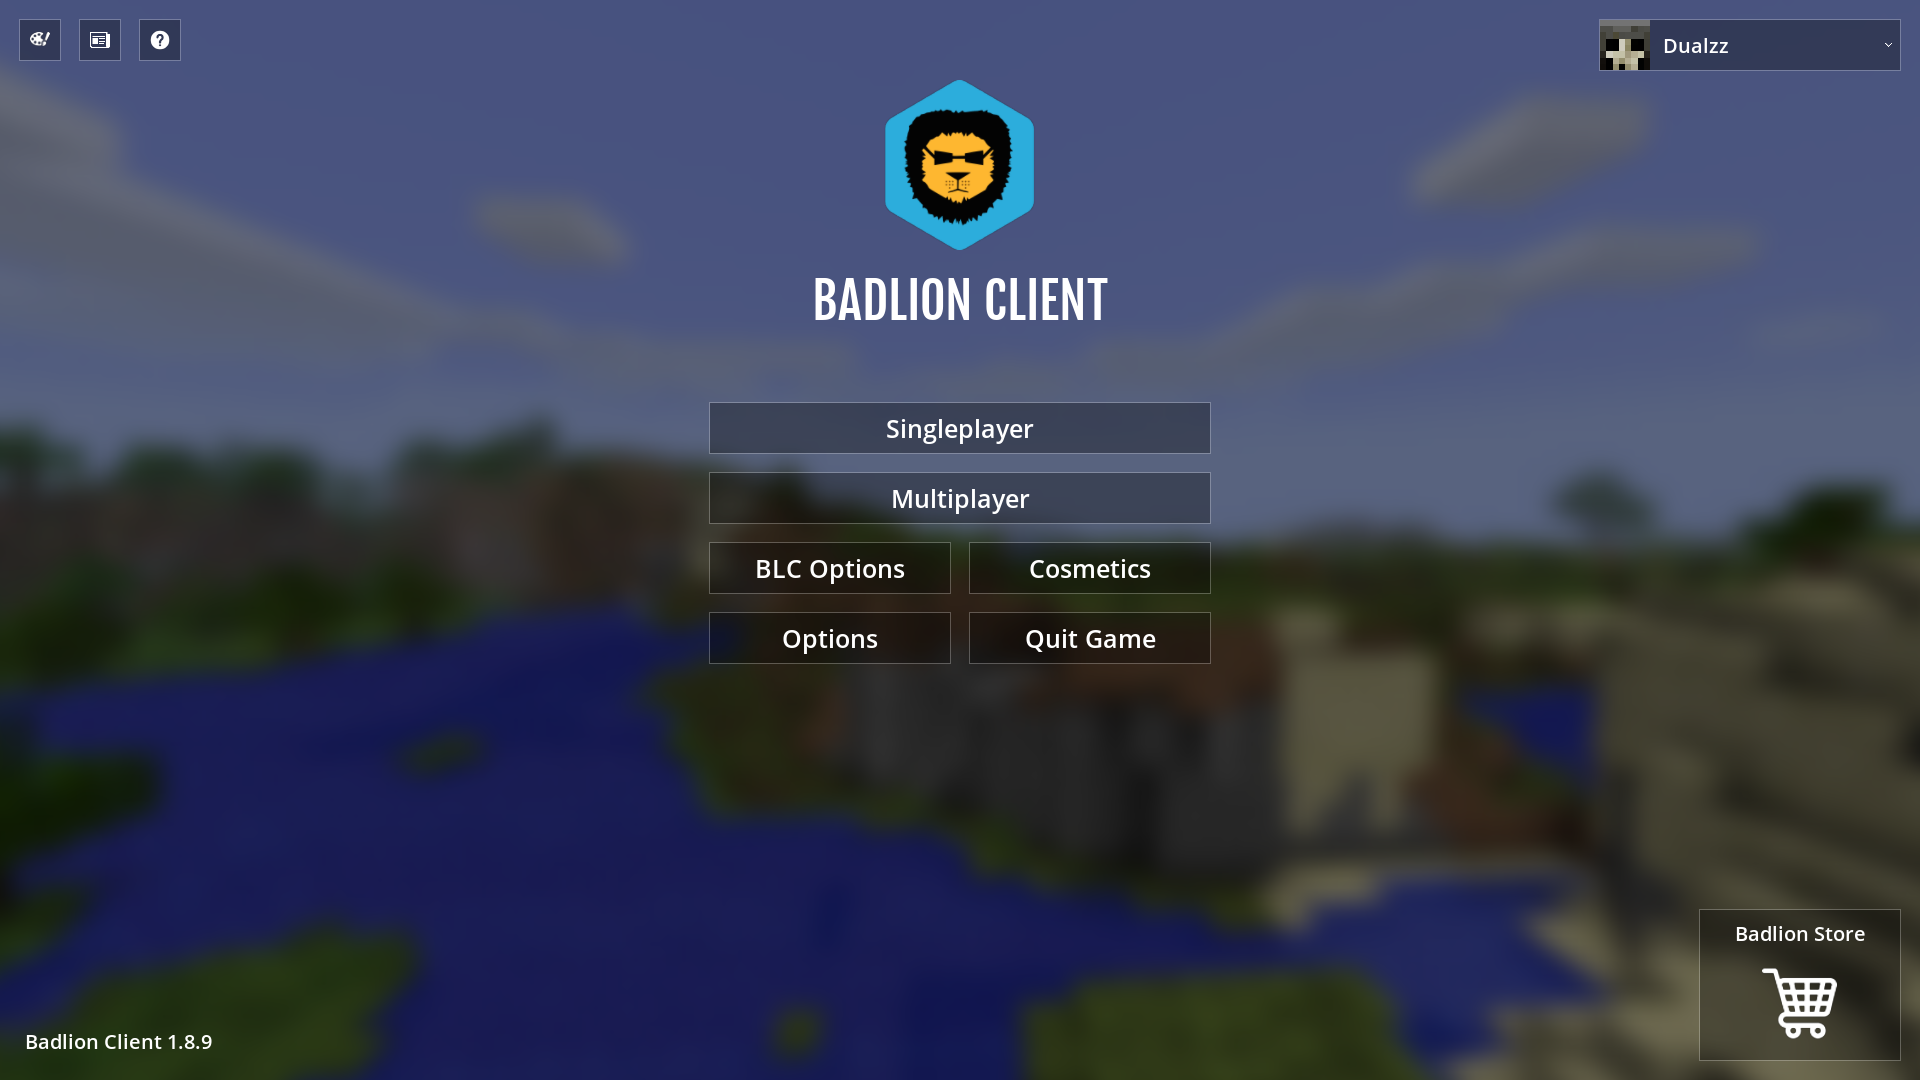 Dualzz
BADLION CLIENT
Singleplayer
Multiplayer
BLC Options
Cosmetics
Options
Quit Game
Badlion Store
Badlion Client 1.8.9